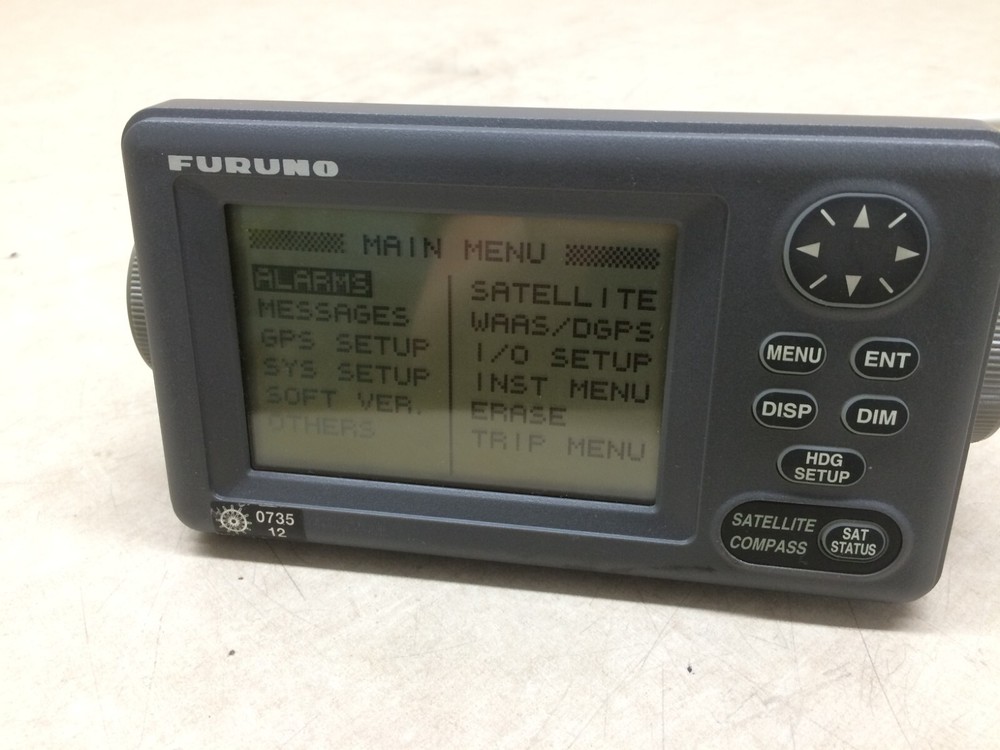 FURUNO
MAIN MENU
ALARMS
MESSAGES
GPS SETUP
SYS SETUP
SOFT VER.
OTHERS
SATELLITE
WAAS/DGPS
I/O SETUP
INST MENU
ERASE
TRIP MENU
MENU
ENT
DISP
DIM
HDG
SETUP
SATELLITE
COMPASS
SAT
STATUS
0735
12